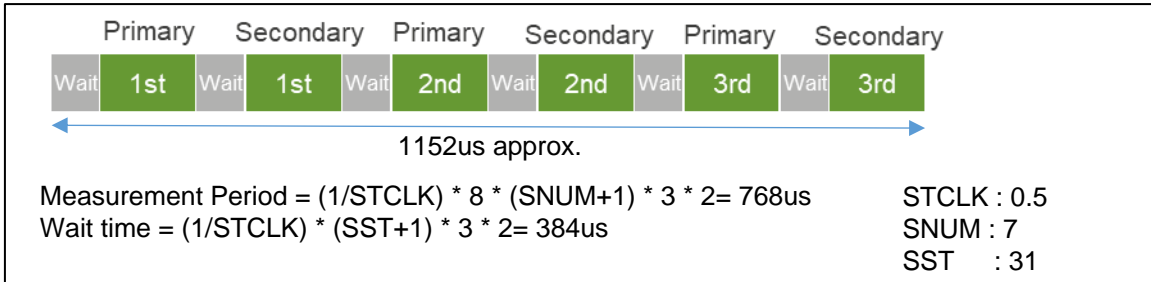 Primary Secondary Primary Secondary Primary Secondary
Wait 1st Wait 1st Wait 2nd Wait 2nd Wait 3rd Wait 3rd
1152us approx.
Measurement Period = (1/STCLK) * 8 * (SNUM+1) * 3 * 2= 768us STCLK : 0.5
Wait time = (1/STCLK) * (SST+1) * 3 * 2= 384us SNUM : 7
SST : 31